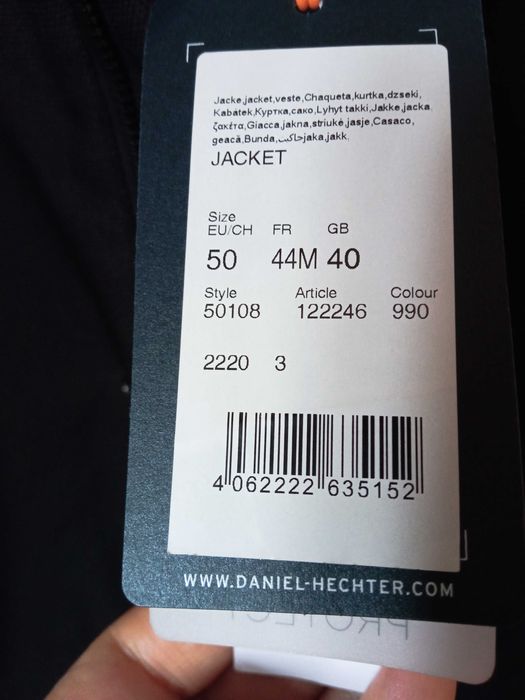 Jacke,jacket,veste,Chaqueta,kurtka,dzseki,
Kabátek,Куртка,сако,Lyhyt takki,Jakke,jacka,
ζακέτα,Giacca,jakna,striukė,jasje,Casaco,
geacă,Bunda,جاكيت,jaka,jakk,
JACKET
Size
EU/CH FR GB
50 44M 40
Style Article Colour
50108 122246 990
2220 3
4 062222 635152
WWW.DANIEL-HECHTER.COM